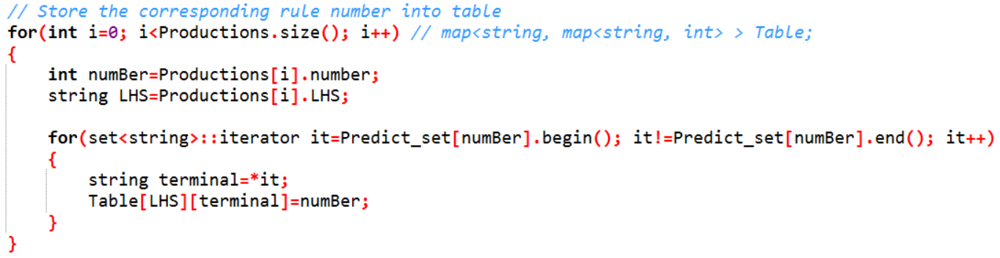 // Store the corresponding rule number into table
for(int i=0; i<Productions.size(); i++) // map<string, map<string, int> > Table;
{
    int numBer=Productions[i].number;
    string LHS=Productions[i].LHS;

    for(set<string>::iterator it=Predict_set[numBer].begin(); it!=Predict_set[numBer].end(); it++)
    {
        string terminal=*it;
        Table[LHS][terminal]=numBer;
    }
}